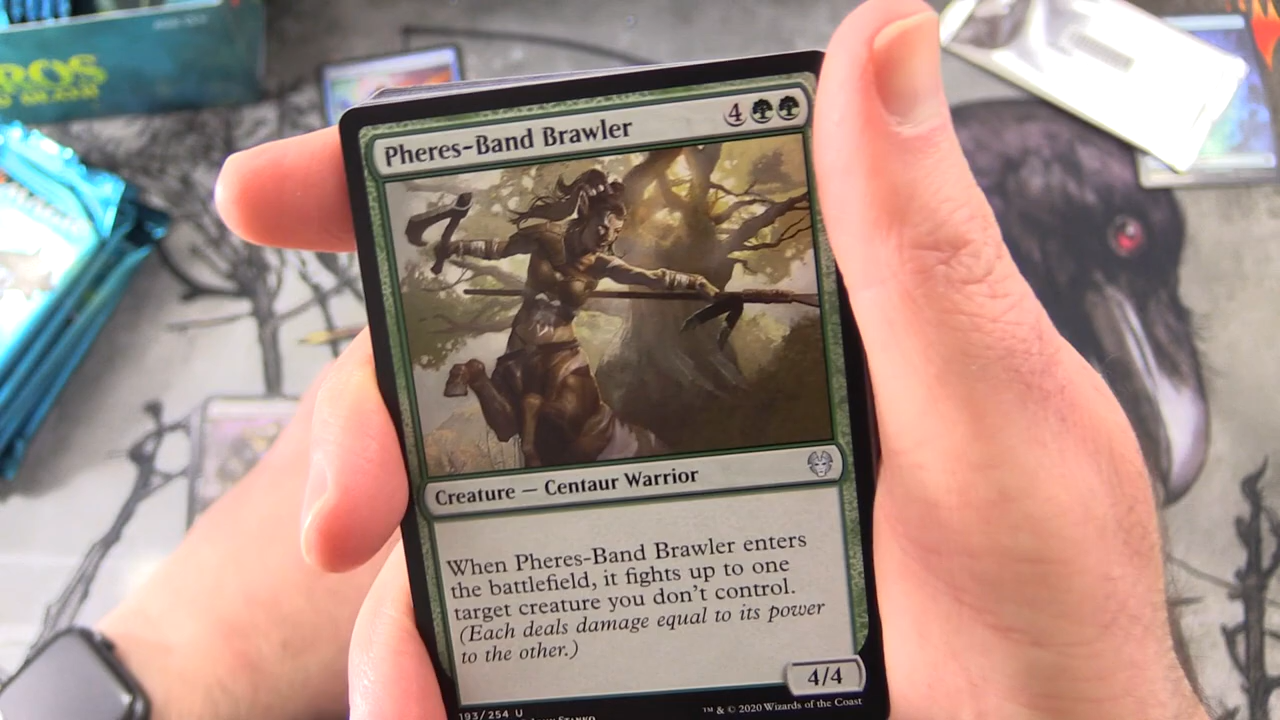 ROS
Pheres-Band Brawler
4
Creature — Centaur Warrior
When Pheres-Band Brawler enters
the battlefield, it fights up to one
target creature you don't control.
(Each deals damage equal to its power
to the other.)
4/4
193/254 U
™ & © 2020 Wizards of the Coast